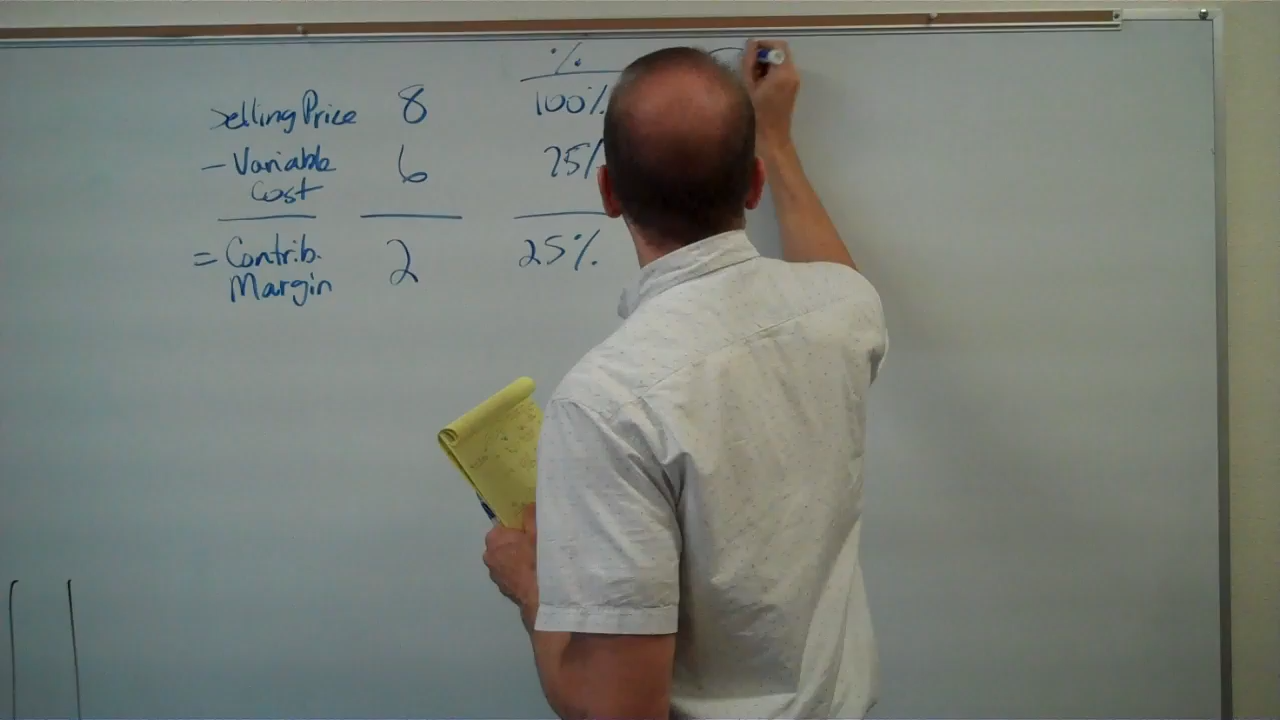 %
Selling Price 8 100%
- Variable 6 75%
Cost
= Contrib. 2 25%
Margin